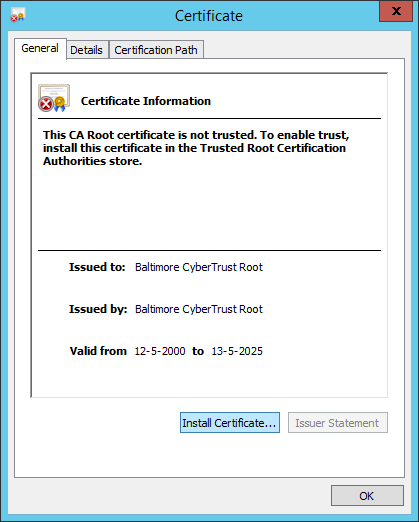 Certificate
x
General Details Certification Path
Certificate Information
This CA Root certificate is not trusted. To enable trust,
install this certificate in the Trusted Root Certification
Authorities store.
Issued to: Baltimore CyberTrust Root
Issued by: Baltimore CyberTrust Root
Valid from 12-5-2000 to 13-5-2025
Install Certificate... Issuer Statement
OK